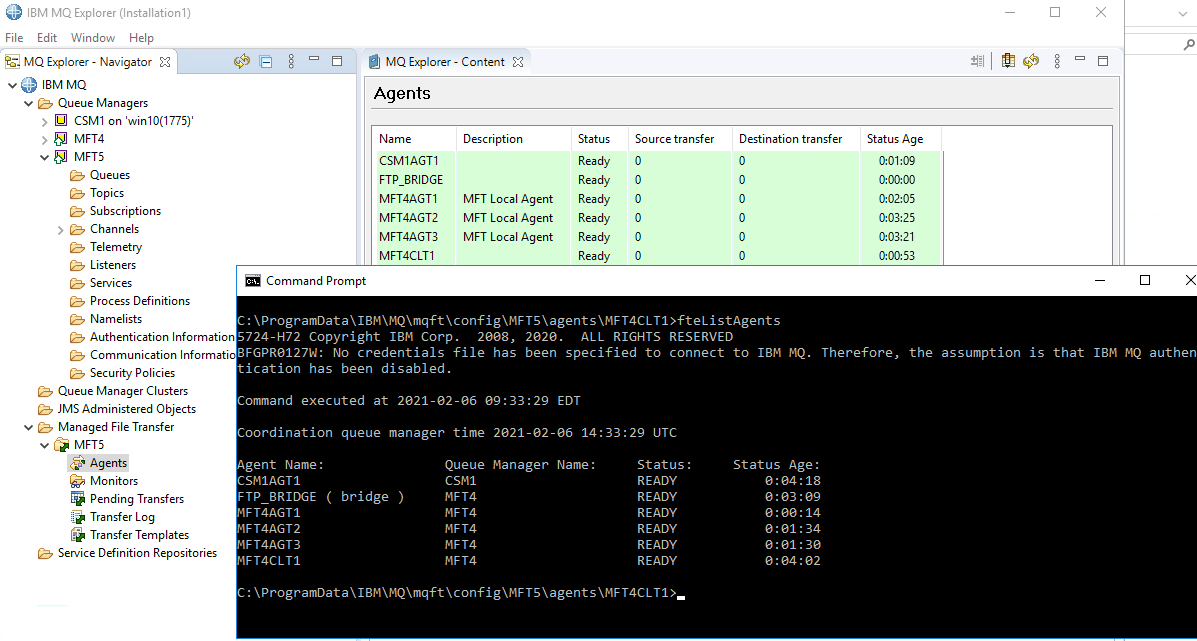 IBM MQ Explorer (Installation1)
File Edit Window Help
MQ Explorer - Navigator
IBM MQ
Queue Managers
CSM1 on 'win10(1775)'
MFT4
MFT5
Queues
Topics
Subscriptions
Channels
Telemetry
Listeners
Services
Process Definitions
Namelists
Authentication Information
Communication Informatio
Security Policies
Queue Manager Clusters
JMS Administered Objects
Managed File Transfer
MFT5
Agents
Monitors
Pending Transfers
Transfer Log
Transfer Templates
Service Definition Repositories
MQ Explorer - Content
Agents
Name Description Status Source transfer Destination transfer Status Age
CSM1AGT1 Ready 0 0 0:01:09
FTP_BRIDGE Ready 0 0 0:00:00
MFT4AGT1 MFT Local Agent Ready 0 0 0:02:05
MFT4AGT2 MFT Local Agent Ready 0 0 0:03:25
MFT4AGT3 MFT Local Agent Ready 0 0 0:03:21
MFT4CLT1 Ready 0 0 0:00:53
Command Prompt
C:\ProgramData\IBM\MQ\mqft\config\MFT5\agents\MFT4CLT1>fteListAgents
5724-H72 Copyright IBM Corp. 2008, 2020. ALL RIGHTS RESERVED
BFGPR0127W: No credentials file has been specified to connect to IBM MQ. Therefore, the assumption is that IBM MQ authen
tication has been disabled.
Command executed at 2021-02-06 09:33:29 EDT
Coordination queue manager time 2021-02-06 14:33:29 UTC
Agent Name: Queue Manager Name: Status: Status Age:
CSM1AGT1 CSM1 READY 0:04:18
FTP_BRIDGE ( bridge ) MFT4 READY 0:03:09
MFT4AGT1 MFT4 READY 0:00:14
MFT4AGT2 MFT4 READY 0:01:34
MFT4AGT3 MFT4 READY 0:01:30
MFT4CLT1 MFT4 READY 0:04:02
C:\ProgramData\IBM\MQ\mqft\config\MFT5\agents\MFT4CLT1>